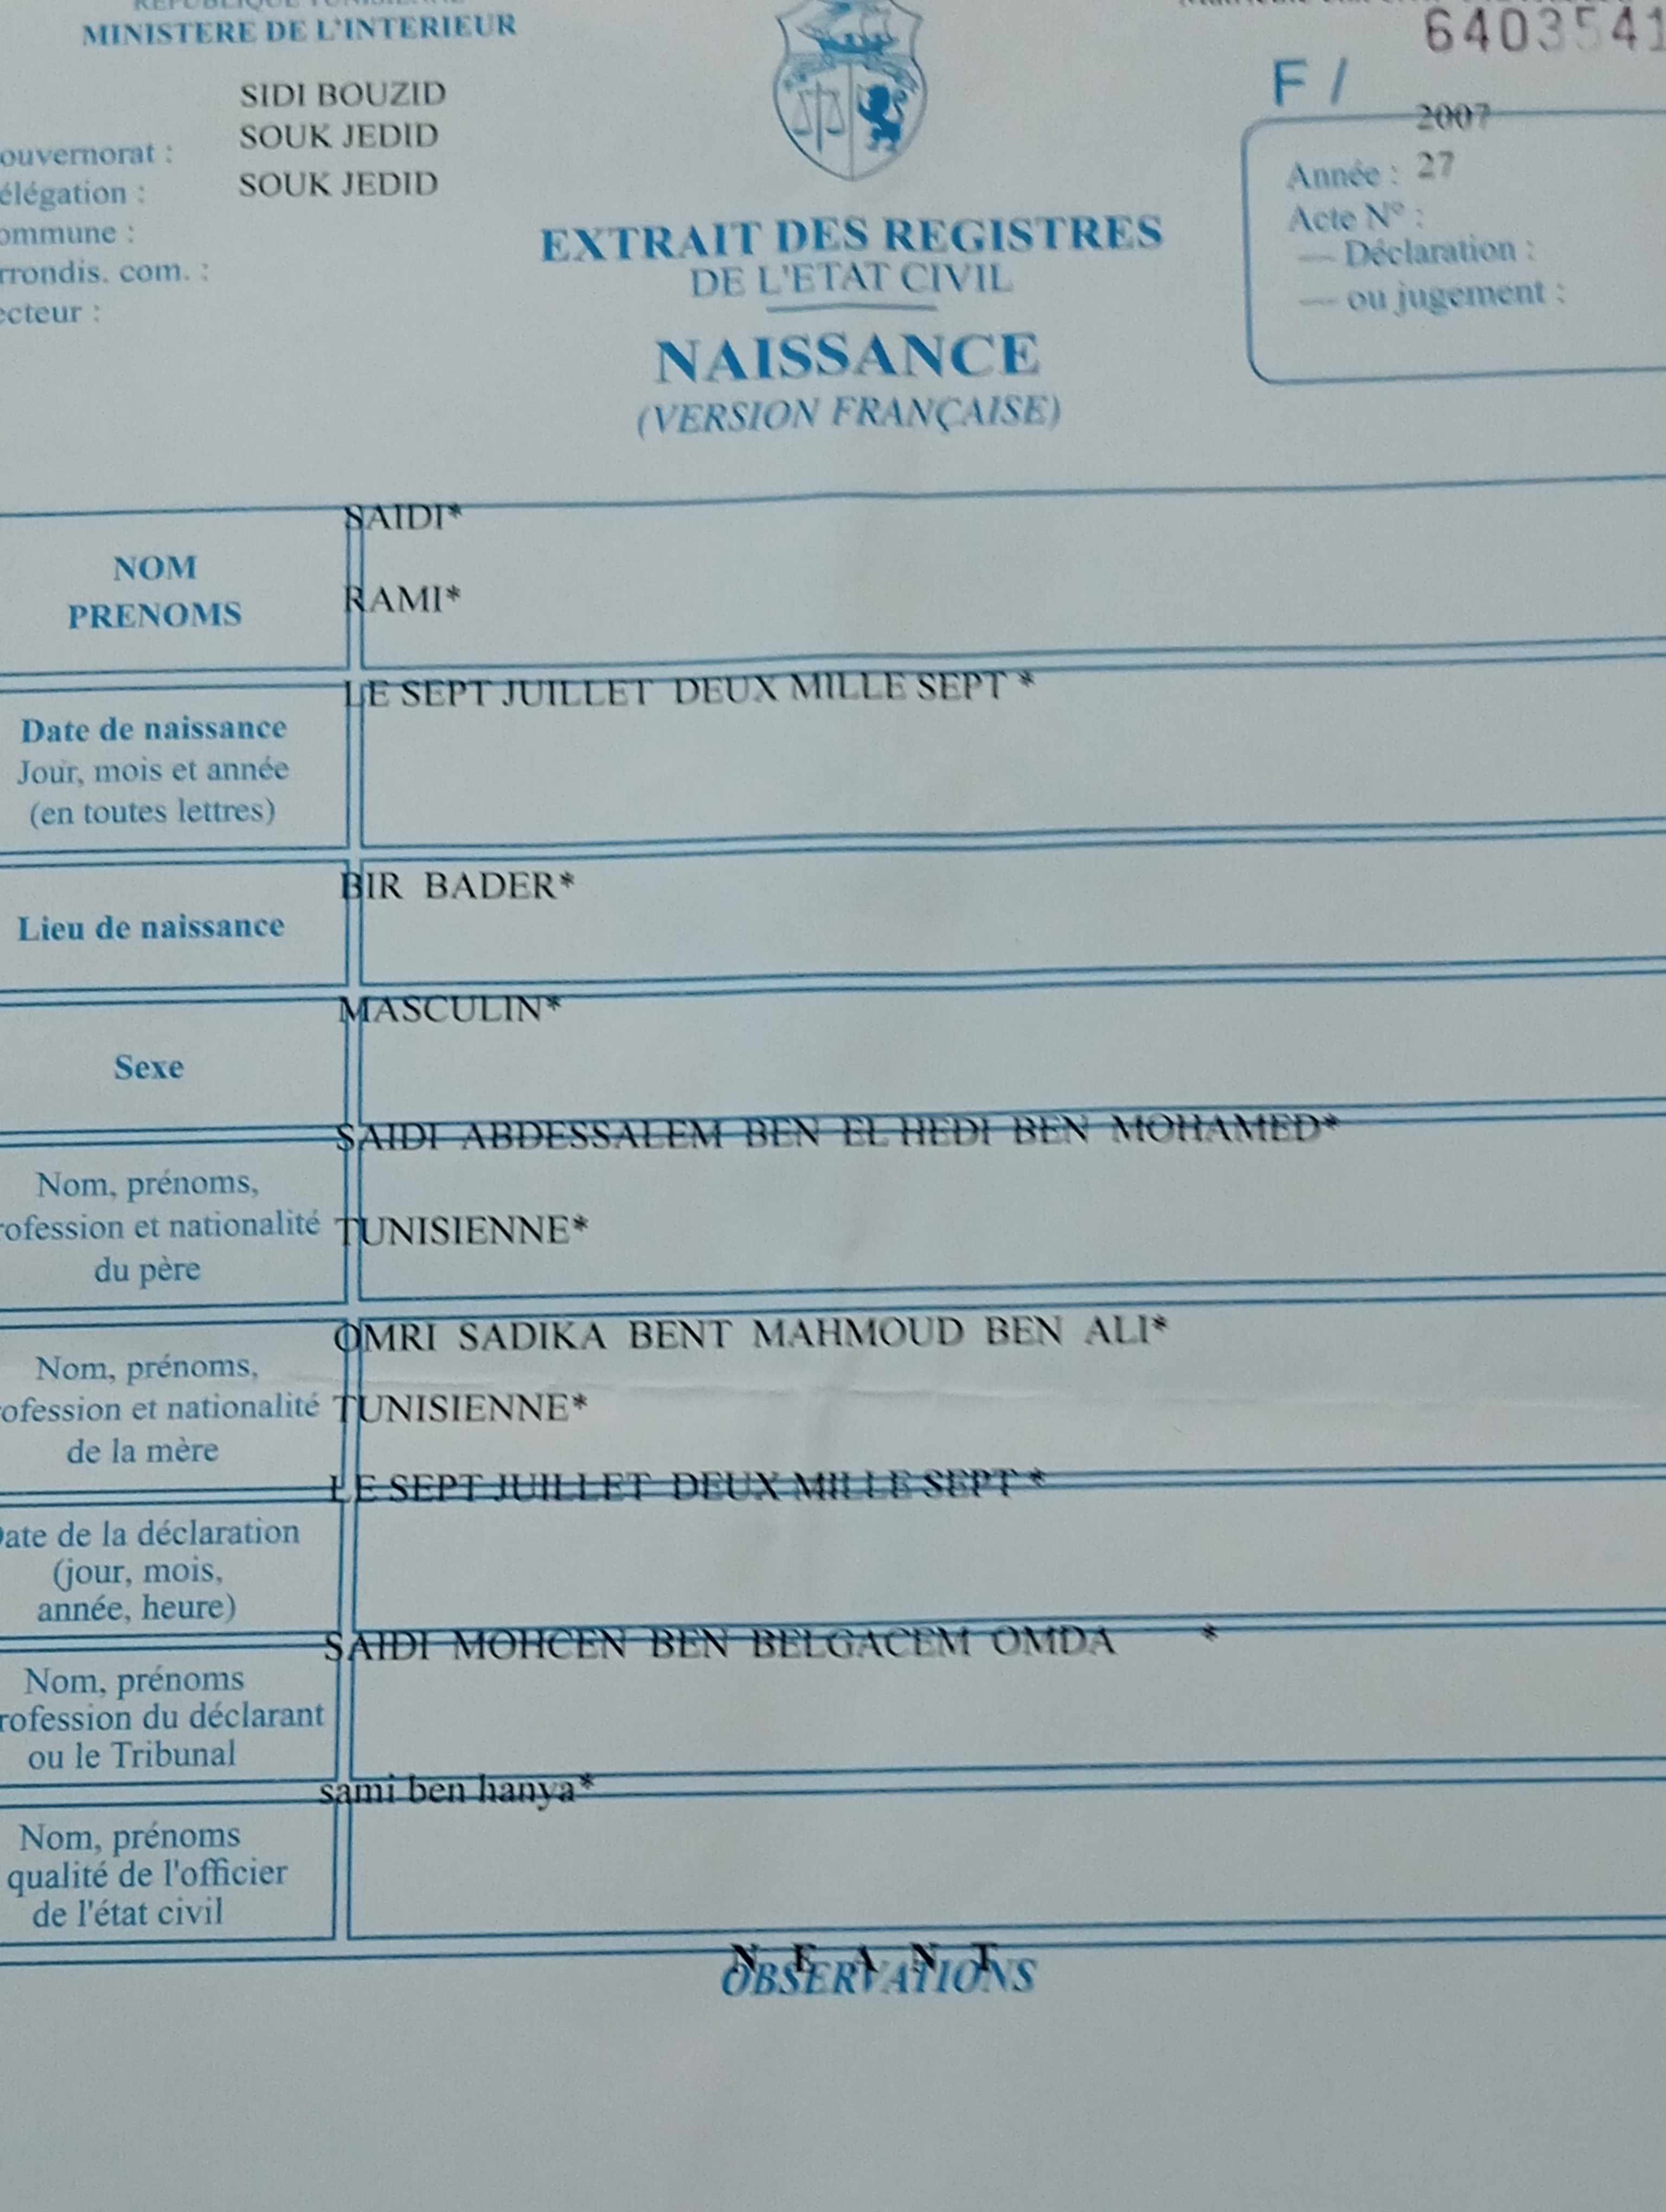 MINISTERE DE L'INTERIEUR
6403541
F /
SIDI BOUZID
SOUK JEDID
SOUK JEDID
ouvernorat :
élégation :
ommune :
rrondis. com. :
ecteur :
2007
Année : 27
Acte N° :
— Déclaration :
— ou jugement :
EXTRAIT DES REGISTRES
DE L'ETAT CIVIL
NAISSANCE
(VERSION FRANÇAISE)
NOM
PRENOMS
SAIDI*
RAMI*
Date de naissance
Jour, mois et année
(en toutes lettres)
LE SEPT JUILLET DEUX MILLE SEPT *
Lieu de naissance
BIR BADER*
Sexe
MASCULIN*
Nom, prénoms,
rofession et nationalité
du père
SAIDI ABDESSALEM BEN EL HEDI BEN MOHAMED*
TUNISIENNE*
Nom, prénoms,
ofession et nationalité
de la mère
OMRI SADIKA BENT MAHMOUD BEN ALI*
TUNISIENNE*
Date de la déclaration
(jour, mois,
année, heure)
LE SEPT JUILLET DEUX MILLE SEPT *
Nom, prénoms
rofession du déclarant
ou le Tribunal
SAIDI MOHCEN BEN BELGACEM OMDA *
Nom, prénoms
qualité de l'officier
de l'état civil
sami ben hanya*
N E A N T
OBSERVATIONS